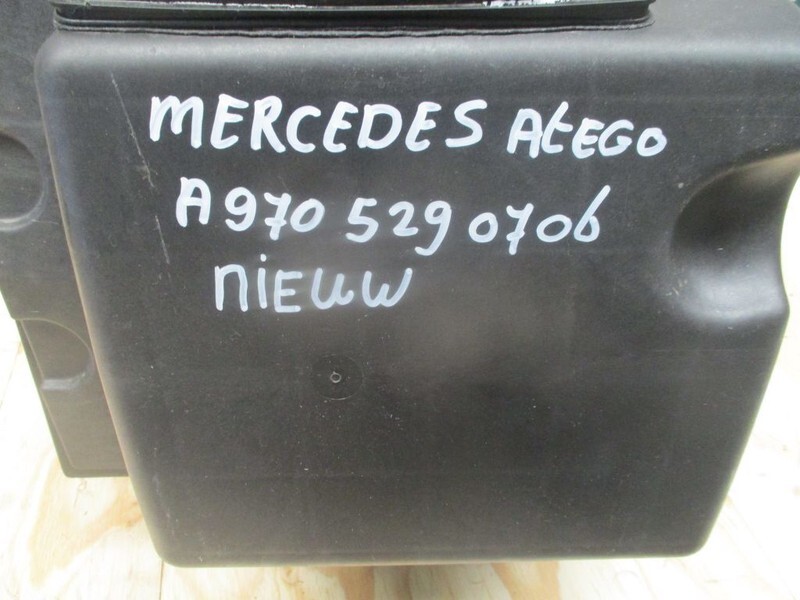 MERCEDES AtEGO
A970 529 0706
NIEUW